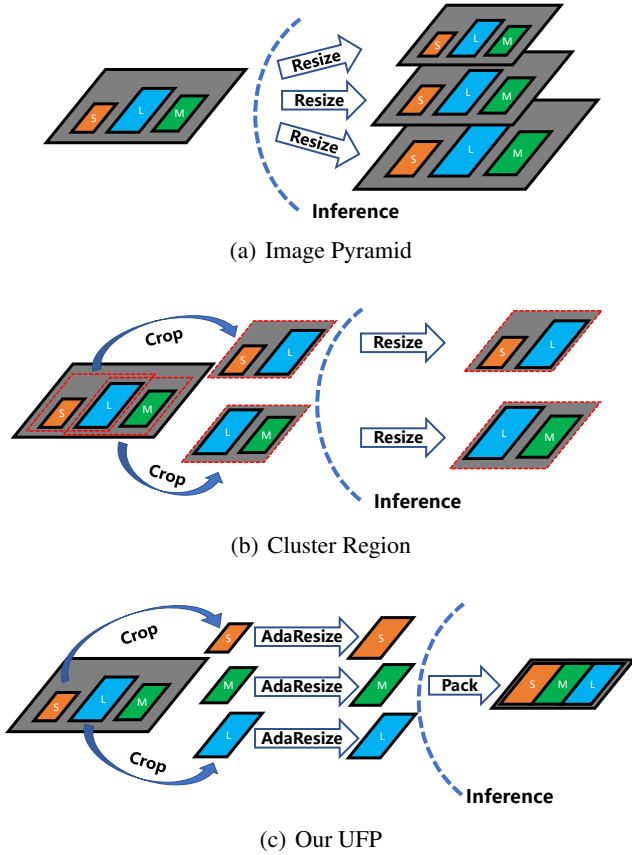 S L M
Resize
Resize
Resize
S L M
S L M
S L M
Inference
(a) Image Pyramid
Crop
S L
Resize
S L
S L M
L M
Resize
L M
Crop
Inference
(b) Cluster Region
Crop
S
AdaResize
S
S L M
M
AdaResize
M
Pack
S M L
L
AdaResize
L
Crop
Inference
(c) Our UFP